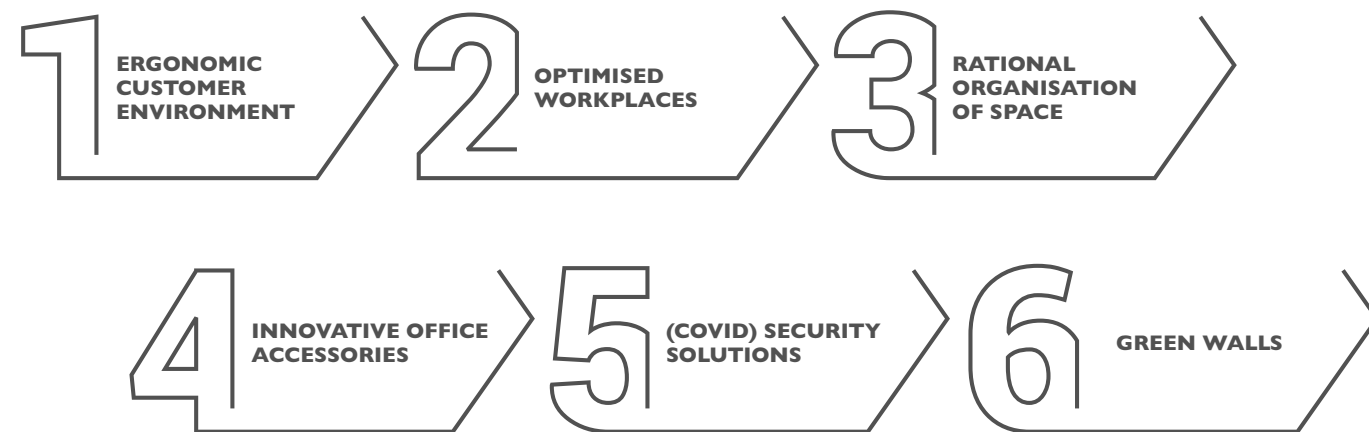 1
ERGONOMIC
CUSTOMER
ENVIRONMENT
2
OPTIMISED
WORKPLACES
3
RATIONAL
ORGANISATION
OF SPACE
4
INNOVATIVE OFFICE
ACCESSORIES
5
(COVID) SECURITY
SOLUTIONS
6
GREEN WALLS